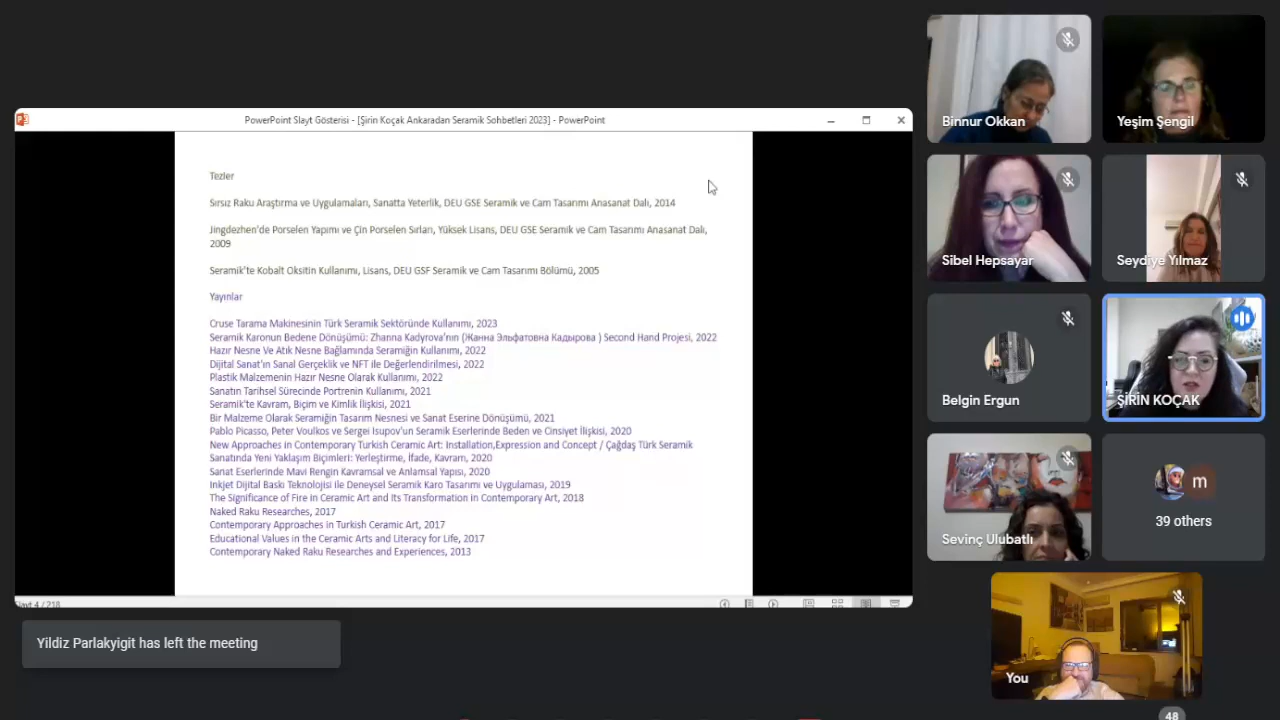 PowerPoint Slayt Gösterisi - [Şirin Koçak Ankaradan Seramik Sohbetleri 2023] - PowerPoint
Tezler
Sırsız Raku Araştırma ve Uygulamaları, Sanatta Yeterlik, DEU GSE Seramik ve Cam Tasarımı Anasanat Dalı, 2014
Jingdezhen'de Porselen Yapımı ve Çin Porselen Sırları, Yüksek Lisans, DEU GSE Seramik ve Cam Tasarımı Anasanat Dalı,
2009
Seramik'te Kobalt Oksitin Kullanımı, Lisans, DEU GSF Seramik ve Cam Tasarımı Bölümü, 2005
Yayınlar
Cruse Tarama Makinesinin Türk Seramik Sektöründe Kullanımı, 2023
Seramik Karonun Bedene Dönüşümü: Zhanna Kadyrova'nın (Жанна Эльфатовна Кадырова ) Second Hand Projesi, 2022
Hazır Nesne Ve Atık Nesne Bağlamında Seramiğin Kullanımı, 2022
Dijital Sanat'ın Sanal Gerçeklik ve NFT ile Değerlendirilmesi, 2022
Plastik Malzemenin Hazır Nesne Olarak Kullanımı, 2022
Sanatın Tarihsel Sürecinde Portrenin Kullanımı, 2021
Seramik'te Kavram, Biçim ve Kimlik İlişkisi, 2021
Bir Malzeme Olarak Seramiğin Tasarım Nesnesi ve Sanat Eserine Dönüşümü, 2021
Pablo Picasso, Peter Voulkos ve Sergei Isupov'un Seramik Eserlerinde Beden ve Cinsiyet İlişkisi, 2020
New Approaches in Contemporary Turkish Ceramic Art: Installation,Expression and Concept / Çağdaş Türk Seramik
Sanatında Yeni Yaklaşım Biçimleri: Yerleştirme, İfade, Kavram, 2020
Sanat Eserlerinde Mavi Rengin Kavramsal ve Anlamsal Yapısı, 2020
Inkjet Dijital Baskı Teknolojisi ile Deneysel Seramik Karo Tasarımı ve Uygulaması, 2019
The Significance of Fire in Ceramic Art and Its Transformation in Contemporary Art, 2018
Naked Raku Researches, 2017
Contemporary Approaches in Turkish Ceramic Art, 2017
Educational Values in the Ceramic Arts and Literacy for Life, 2017
Contemporary Naked Raku Researches and Experiences, 2013
Slayt 4 / 218
Yildiz Parlakyigit has left the meeting
Binnur Okkan
Yeşim Şengil
Sibel Hepsayar
Seydiye Yılmaz
Belgin Ergun
ŞİRİN KOÇAK
Sevinç Ulubatlı
m
39 others
You
48